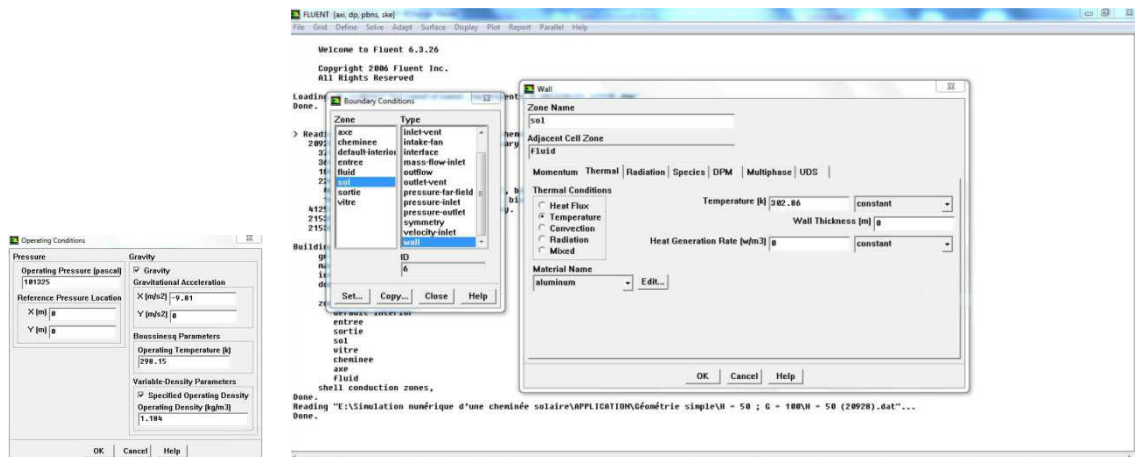 Operating Conditions
Pressure
Operating Pressure (pascal)
101325
Reference Pressure Location
X (m) 0
Y (m) 0
Gravity
Gravity
Gravitational Acceleration
X (m/s2) -9.81
Y (m/s2) 0
Boussinesq Parameters
Operating Temperature (k)
298.15
Variable-Density Parameters
Specified Operating Density
Operating Density (kg/m3)
1.184
OK Cancel Help
FLUENT [axi, dp, pbns, ske]
File Grid Define Solve Adapt Surface Display Plot Report Parallel Help
Welcome to Fluent 6.3.26
Copyright 2006 Fluent Inc.
All Rights Reserved
Loading
Done.
> Readi
2092
Buildin
Boundary Conditions
Zone
axe
cheminee
default-interior
entree
fluid
sol
sortie
vitre
Type
inlet-vent
intake-fan
interface
mass-flow-inlet
outflow
outlet-vent
pressure-far-field
pressure-inlet
pressure-outlet
symmetry
velocity-inlet
wall
ID
6
Set... Copy... Close Help
Wall
Zone Name
sol
Adjacent Cell Zone
fluid
Momentum Thermal Radiation Species DPM Multiphase UDS
Thermal Conditions
Heat Flux
Temperature
Convection
Radiation
Mixed
Temperature (k) 302.86 constant
Wall Thickness (m) 0
Heat Generation Rate (w/m3) 0 constant
Material Name
aluminum Edit...
OK Cancel Help
default-interior
entree
sortie
sol
vitre
cheminee
axe
fluid
shell conduction zones,
Done.
Reading "E:\Simulation numérique d'une cheminée solaire\APPLICATION\Géométrie simple\H = 50 ; G = 100\H = 50 (20928).dat"...
Done.